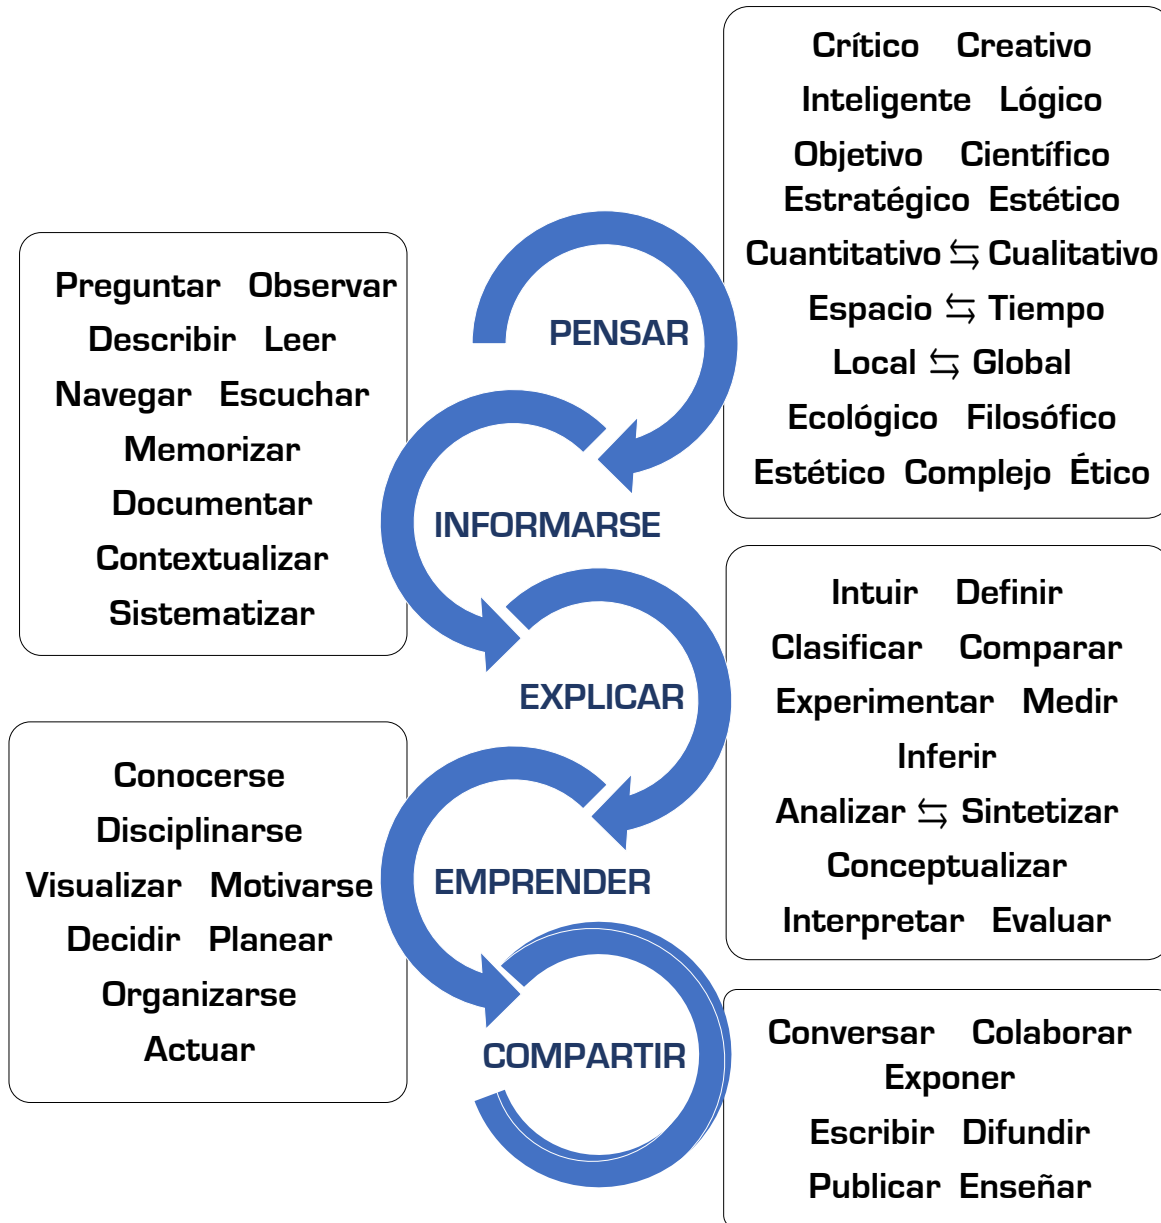 Crítico Creativo
Inteligente Lógico
Objetivo Científico
Estratégico Estético
Cuantitativo ⇆ Cualitativo
Espacio ⇆ Tiempo
Local ⇆ Global
Ecológico Filosófico
Estético Complejo Ético
PENSAR
Preguntar Observar
Describir Leer
Navegar Escuchar
Memorizar
Documentar
Contextualizar
Sistematizar
INFORMARSE
Intuir Definir
Clasificar Comparar
Experimentar Medir
Inferir
Analizar ⇆ Sintetizar
Conceptualizar
Interpretar Evaluar
EXPLICAR
Conocerse
Disciplinarse
Visualizar Motivarse
Decidir Planear
Organizarse
Actuar
EMPRENDER
COMPARTIR
Conversar Colaborar
Exponer
Escribir Difundir
Publicar Enseñar